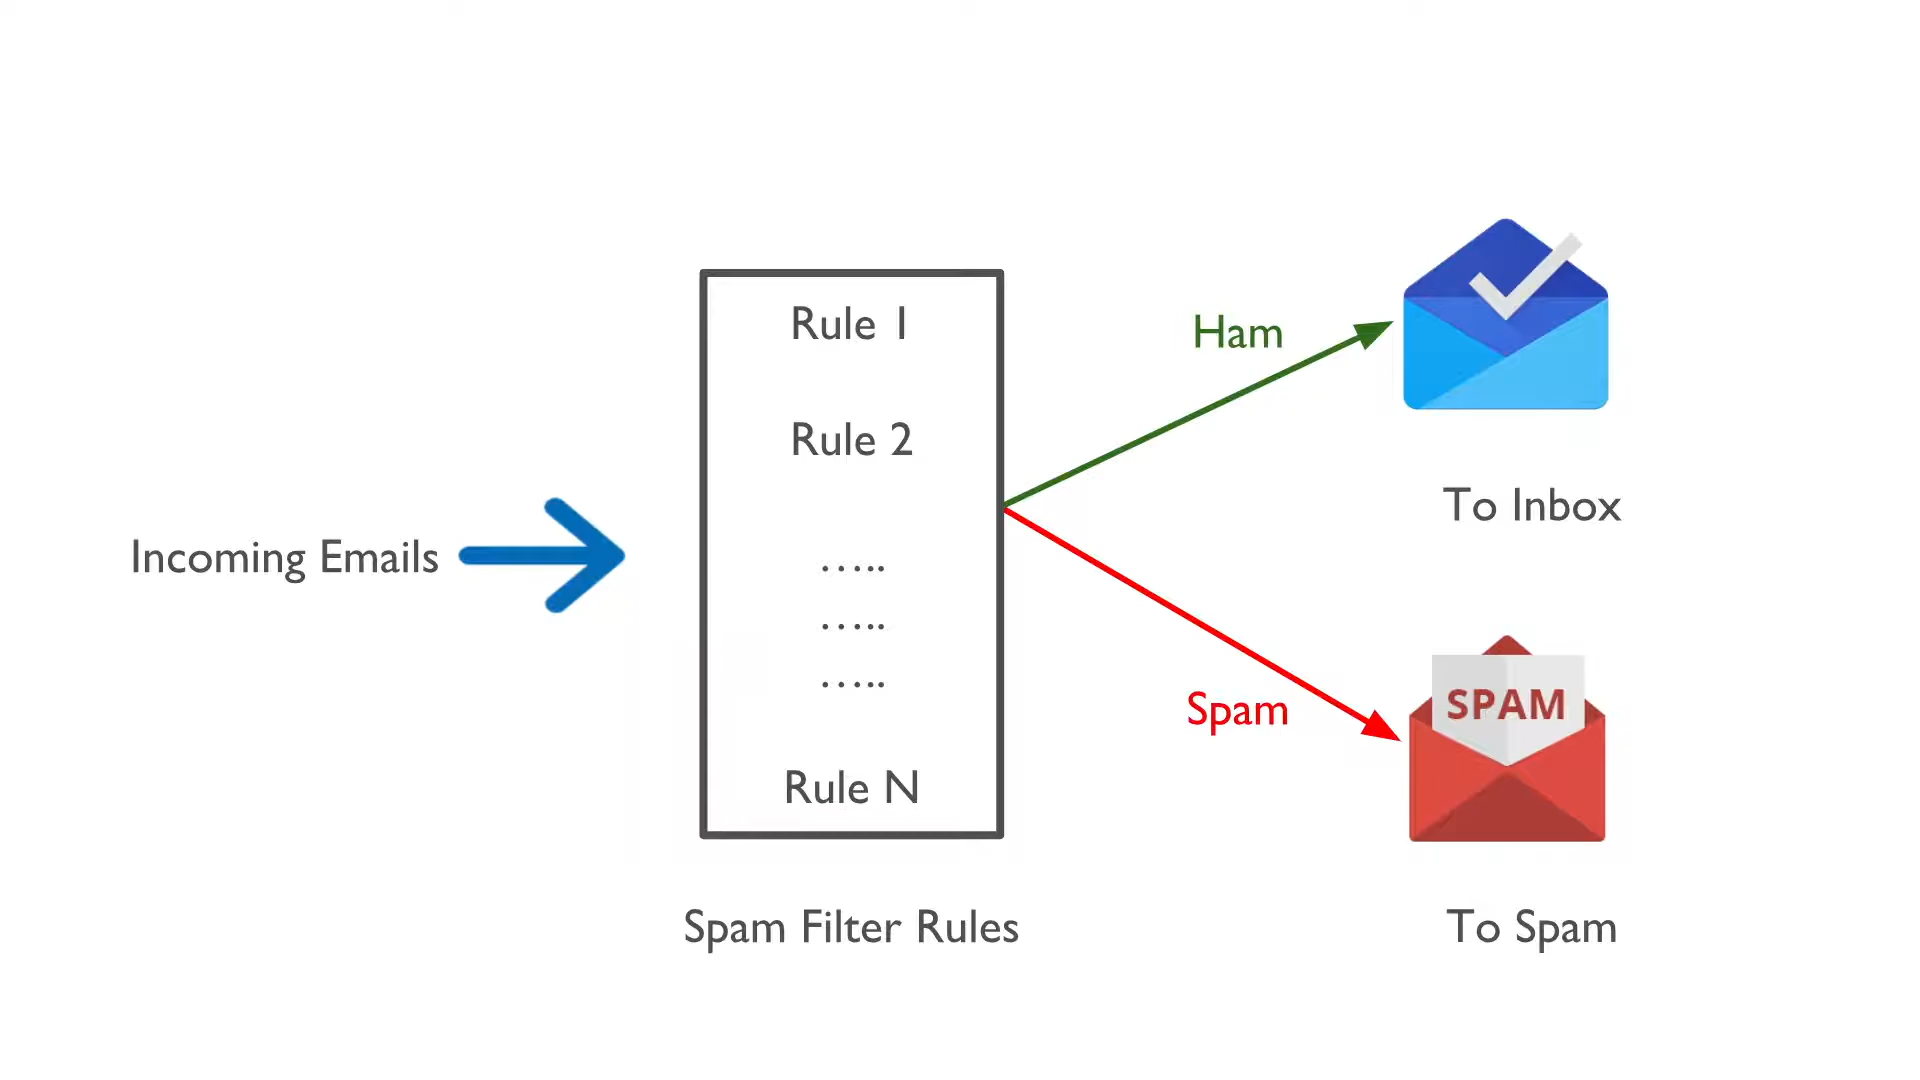 Incoming Emails
Rule 1
Rule 2
.....
.....
.....
Rule N
Spam Filter Rules
Ham
To Inbox
Spam
SPAM
To Spam